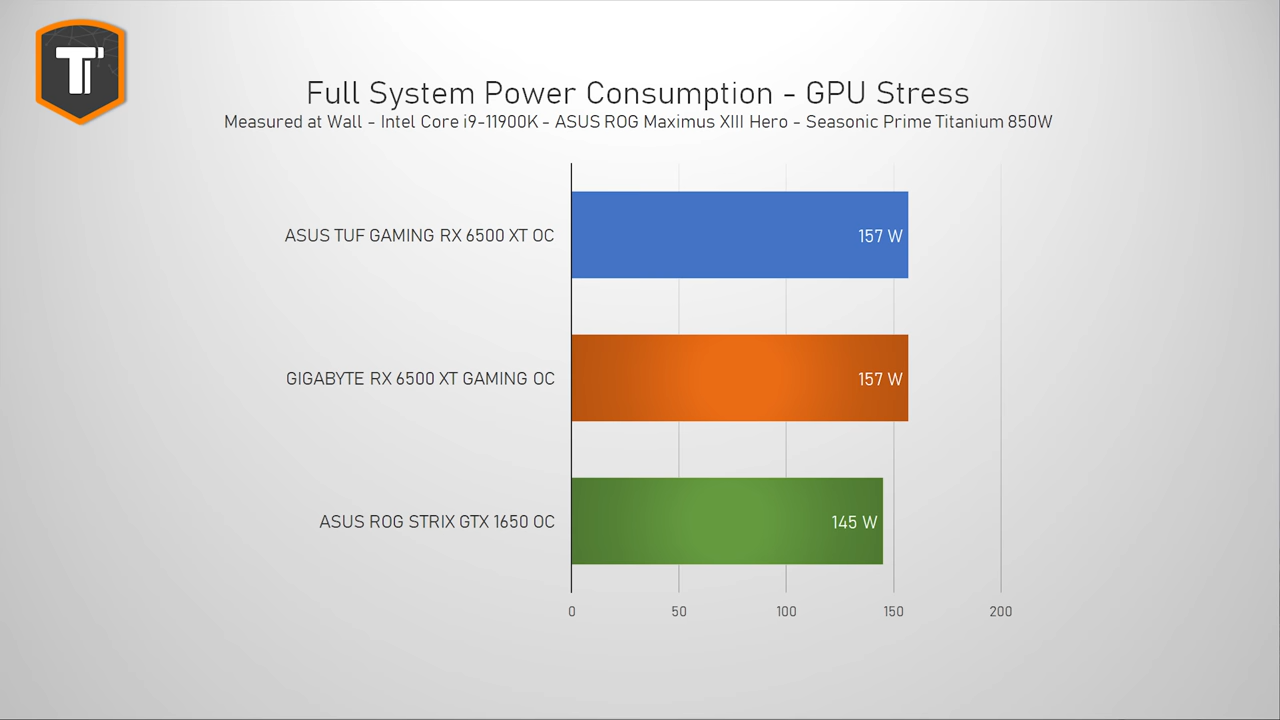 Full System Power Consumption - GPU Stress
Measured at Wall - Intel Core i9-11900K - ASUS ROG Maximus XIII Hero - Seasonic Prime Titanium 850W
ASUS TUF GAMING RX 6500 XT OC
157 W
GIGABYTE RX 6500 XT GAMING OC
157 W
ASUS ROG STRIX GTX 1650 OC
145 W
0 50 100 150 200